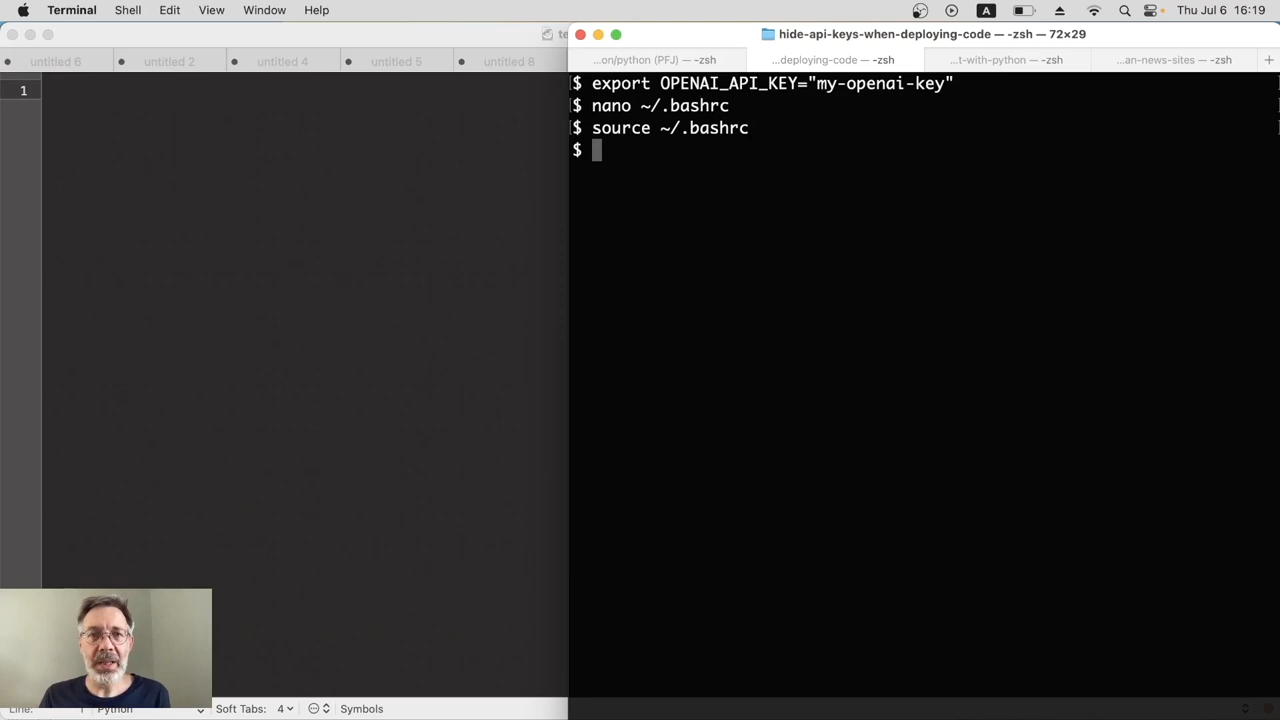 Terminal Shell Edit View Window Help A Thu Jul 6 16:19
te
hide-api-keys-when-deploying-code — -zsh — 72×29
untitled 6 untitled 2 untitled 4 untitled 5 untitled 8
...on/python (PFJ) — -zsh ...deploying-code — -zsh ...t-with-python — -zsh ...an-news-sites — -zsh +
1
$ export OPENAI_API_KEY="my-openai-key"
$ nano ~/.bashrc
$ source ~/.bashrc
$
Line: 1 Python Soft Tabs: 4 Symbols